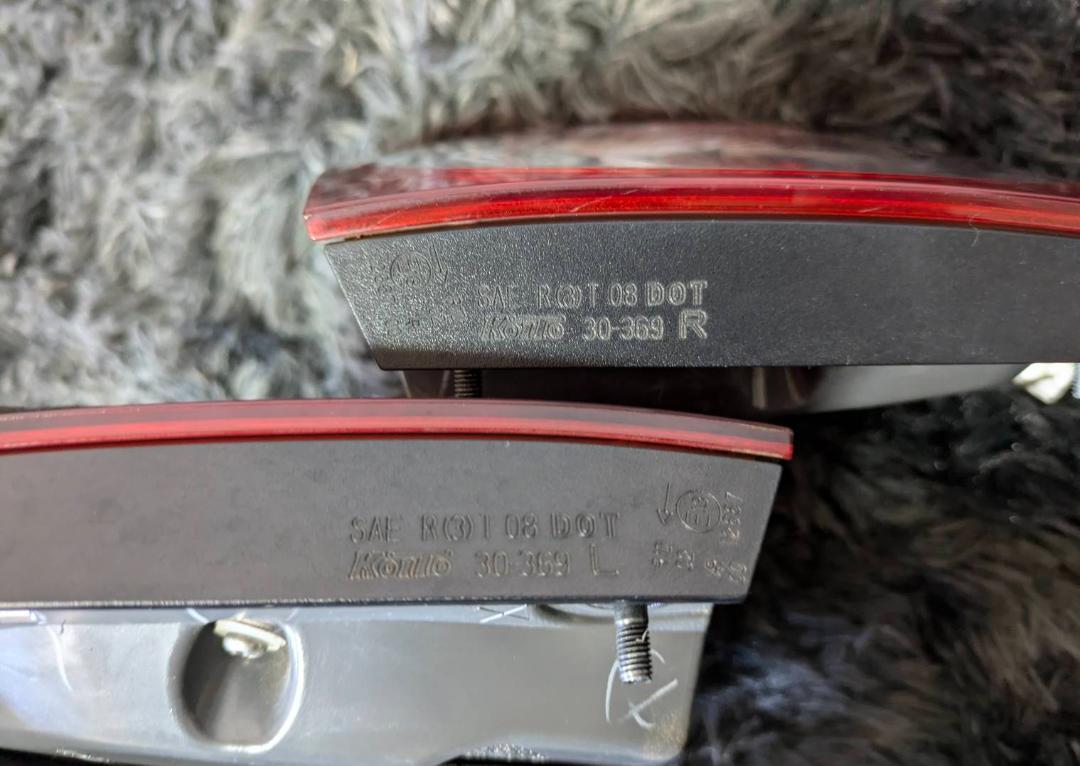 SAE R(3) T 08 DOT
Koito 30-369 R
SAE R(3) T 08 DOT
Koito 30-369 L